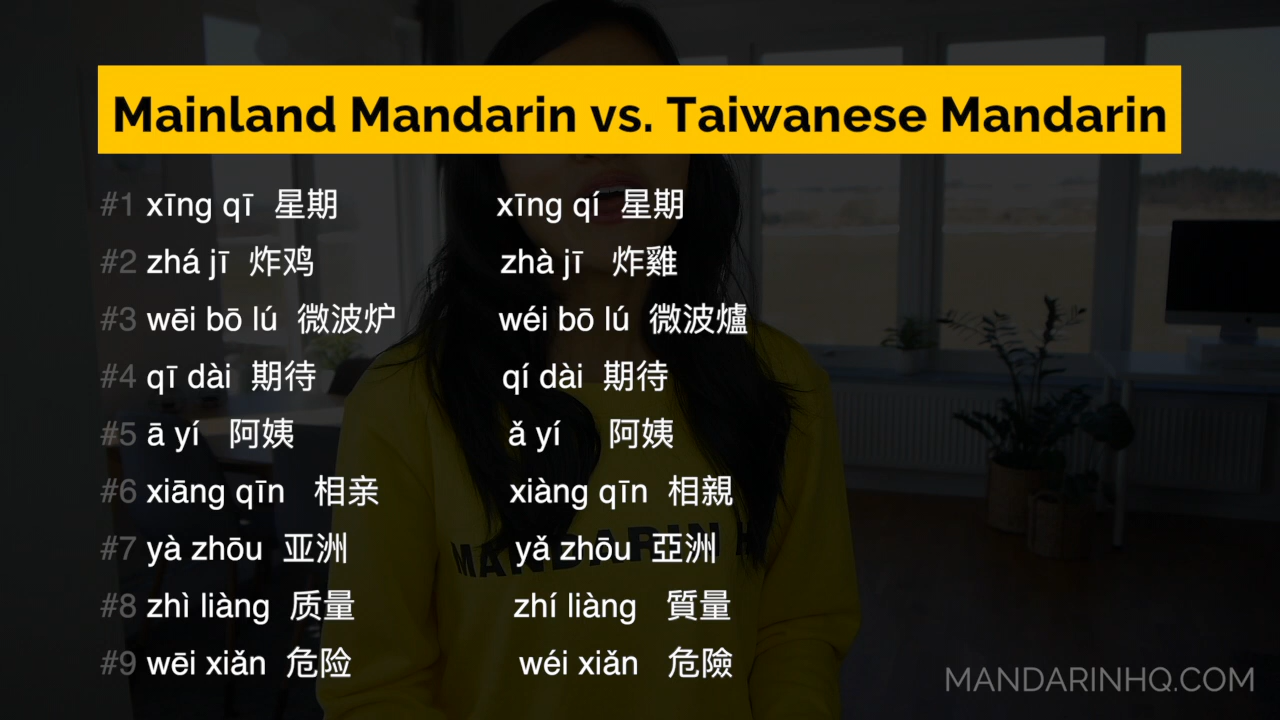 Mainland Mandarin vs. Taiwanese Mandarin
#1 xīng qī 星期 xīng qí 星期
#2 zhá jī 炸鸡 zhà jī 炸雞
#3 wēi bō lú 微波炉 wéi bō lú 微波爐
#4 qī dài 期待 qí dài 期待
#5 ā yí 阿姨 ǎ yí 阿姨
#6 xiāng qīn 相亲 xiàng qīn 相親
#7 yà zhōu 亚洲 yǎ zhōu 亞洲
MANDARIN H
#8 zhì liàng 质量 zhí liàng 質量
#9 wēi xiǎn 危险 wéi xiǎn 危險
MANDARINHQ.COM